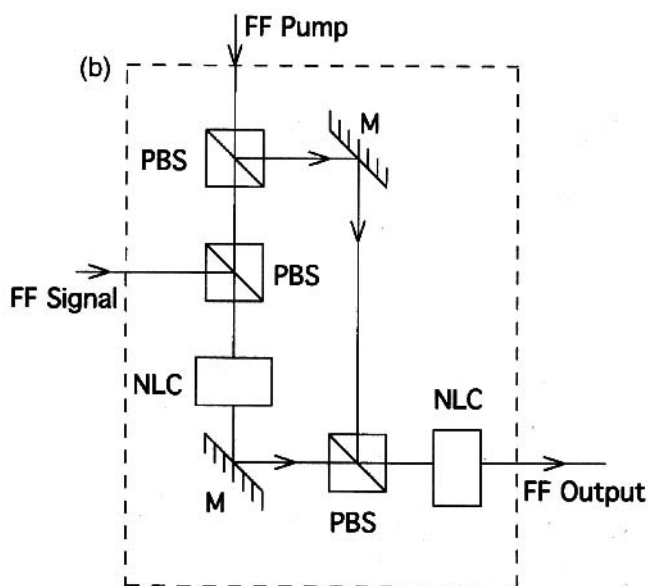 FF Pump
(b)
M
PBS
PBS
FF Signal
NLC
NLC
M
PBS
FF Output